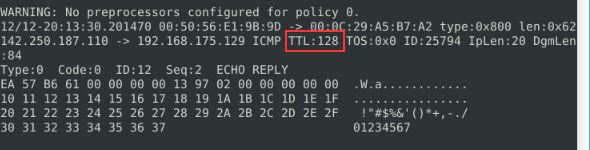 WARNING: No preprocessors configured for policy 0.
12/12-20:13:30.201470 00:50:56:E1:9B:9D -> 00:0C:29:A5:B7:A2 type:0x800 len:0x62
142.250.187.110 -> 192.168.175.129 ICMP TTL:128 TOS:0x0 ID:25794 IpLen:20 DgmLen
:84
Type:0  Code:0  ID:12  Seq:2  ECHO REPLY
EA 57 B6 61 00 00 00 00 13 97 02 00 00 00 00 00  .W.a............
10 11 12 13 14 15 16 17 18 19 1A 1B 1C 1D 1E 1F  ................
20 21 22 23 24 25 26 27 28 29 2A 2B 2C 2D 2E 2F   !"#$%&'()*+,-./
30 31 32 33 34 35 36 37                          01234567